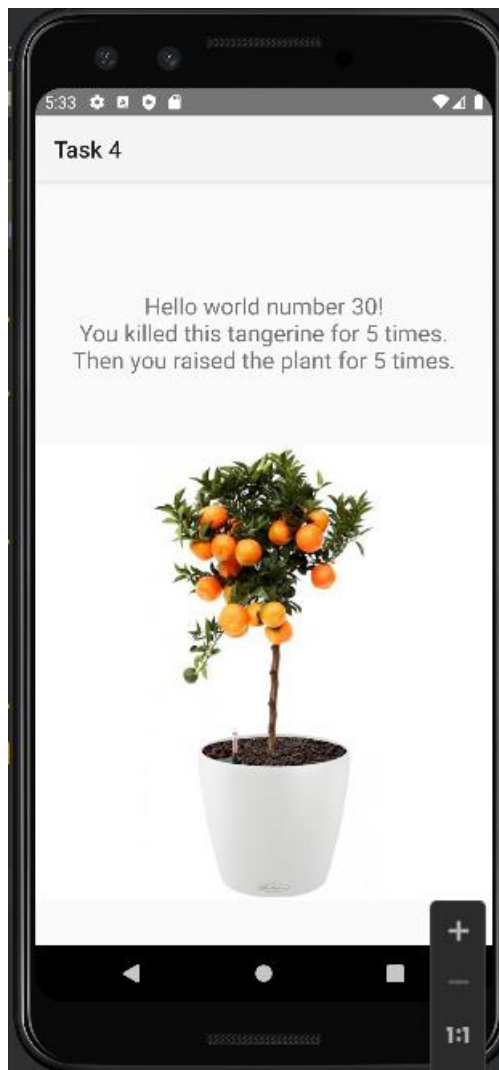 5:33
Task 4
Hello world number 30!
You killed this tangerine for 5 times.
Then you raised the plant for 5 times.
1:1